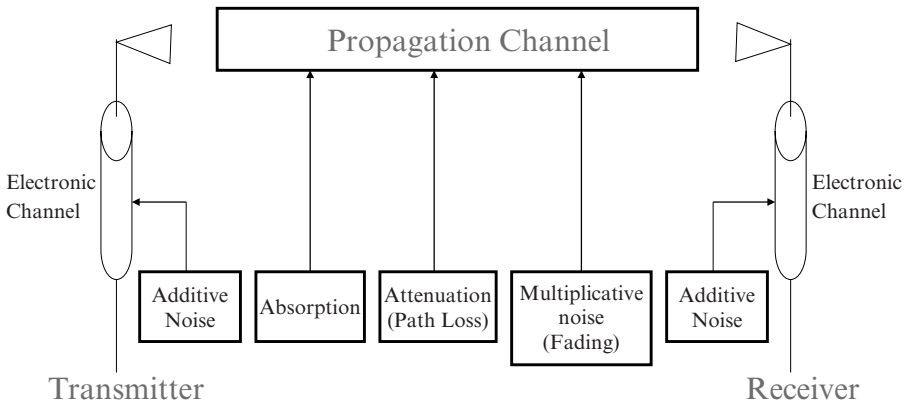 Propagation Channel
Electronic
Channel
Electronic
Channel
Additive
Noise
Absorption
Attenuation
(Path Loss)
Multiplicative
noise
(Fading)
Additive
Noise
Transmitter
Receiver